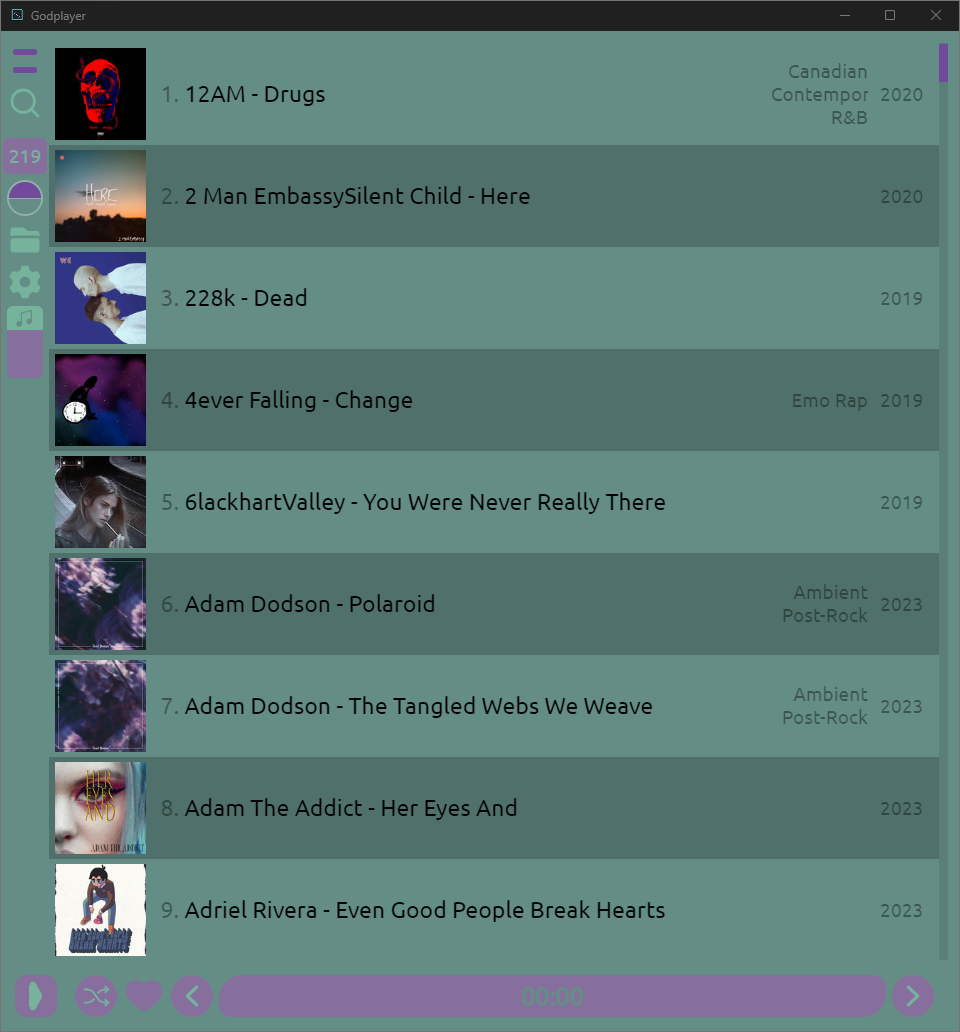 Godplayer
219
1. 12AM - Drugs
Canadian
Contempor
R&B
2020
HERE
2. 2 Man EmbassySilent Child - Here
2020
WE
3. 228k - Dead
2019
4. 4ever Falling - Change
Emo Rap
2019
5. 6lackhartValley - You Were Never Really There
2019
6. Adam Dodson - Polaroid
Ambient
Post-Rock
2023
7. Adam Dodson - The Tangled Webs We Weave
Ambient
Post-Rock
2023
HER
EYES
AND
ADAM THE ADDICT
8. Adam The Addict - Her Eyes And
2023
9. Adriel Rivera - Even Good People Break Hearts
2023
00:00